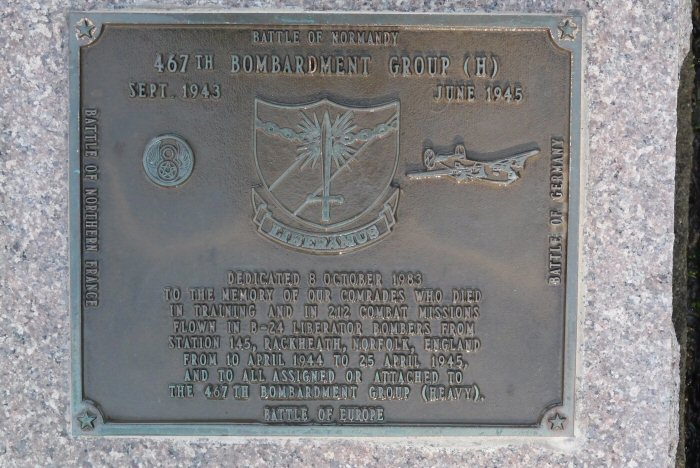 BATTLE OF NORMANDY
467TH BOMBARDMENT GROUP (H)
SEPT. 1943
JUNE 1945
BATTLE OF NORTHERN FRANCE
8
LIBERAMUS
BATTLE OF GERMANY
DEDICATED 8 OCTOBER 1983
TO THE MEMORY OF OUR COMRADES WHO DIED
IN TRAINING AND IN 212 COMBAT MISSIONS
FLOWN IN B-24 LIBERATOR BOMBERS FROM
STATION 145, RACKHEATH, NORFOLK, ENGLAND
FROM 10 APRIL 1944 TO 25 APRIL 1945,
AND TO ALL ASSIGNED OR ATTACHED TO
THE 467TH BOMBARDMENT GROUP (HEAVY).
BATTLE OF EUROPE